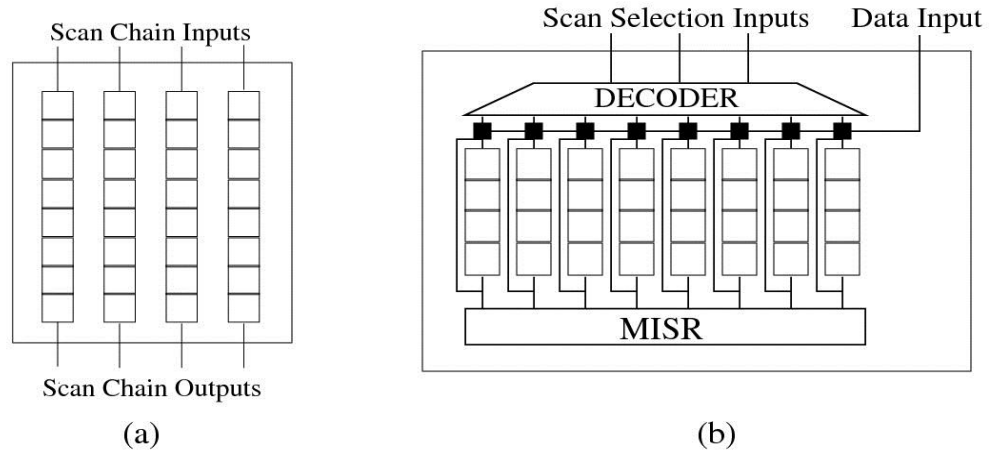 Scan Chain Inputs
Scan Chain Outputs
(a)
Scan Selection Inputs Data Input
DECODER
MISR
(b)